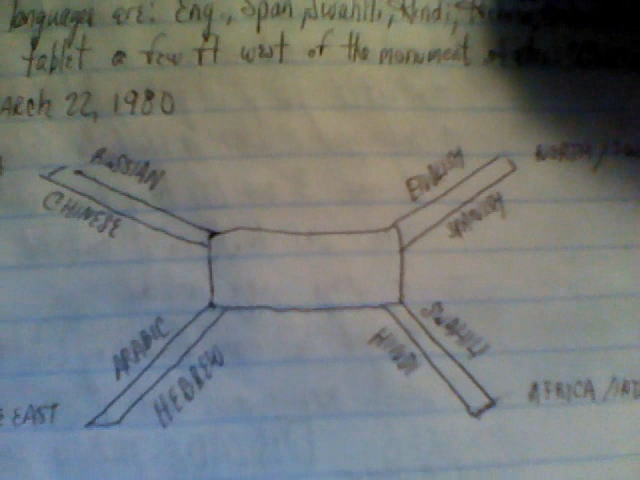 languages are: Eng., Span, Swahili, Hindi,
tablet a few ft west of the monument
ARCH 22, 1980
RUSSIAN
CHINESE
ENGLISH
SPANISH
NORTH /
ARABIC
HEBREW
HINDI
SWAHILI
EAST
AFRICA /